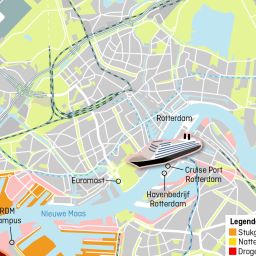 Rotterdam
Cruise Port
Rotterdam
Euromast
Havenbedrijf
Rotterdam
Nieuwe Maas
RDM
ampus
Legend
Stukg
Natte
Droge